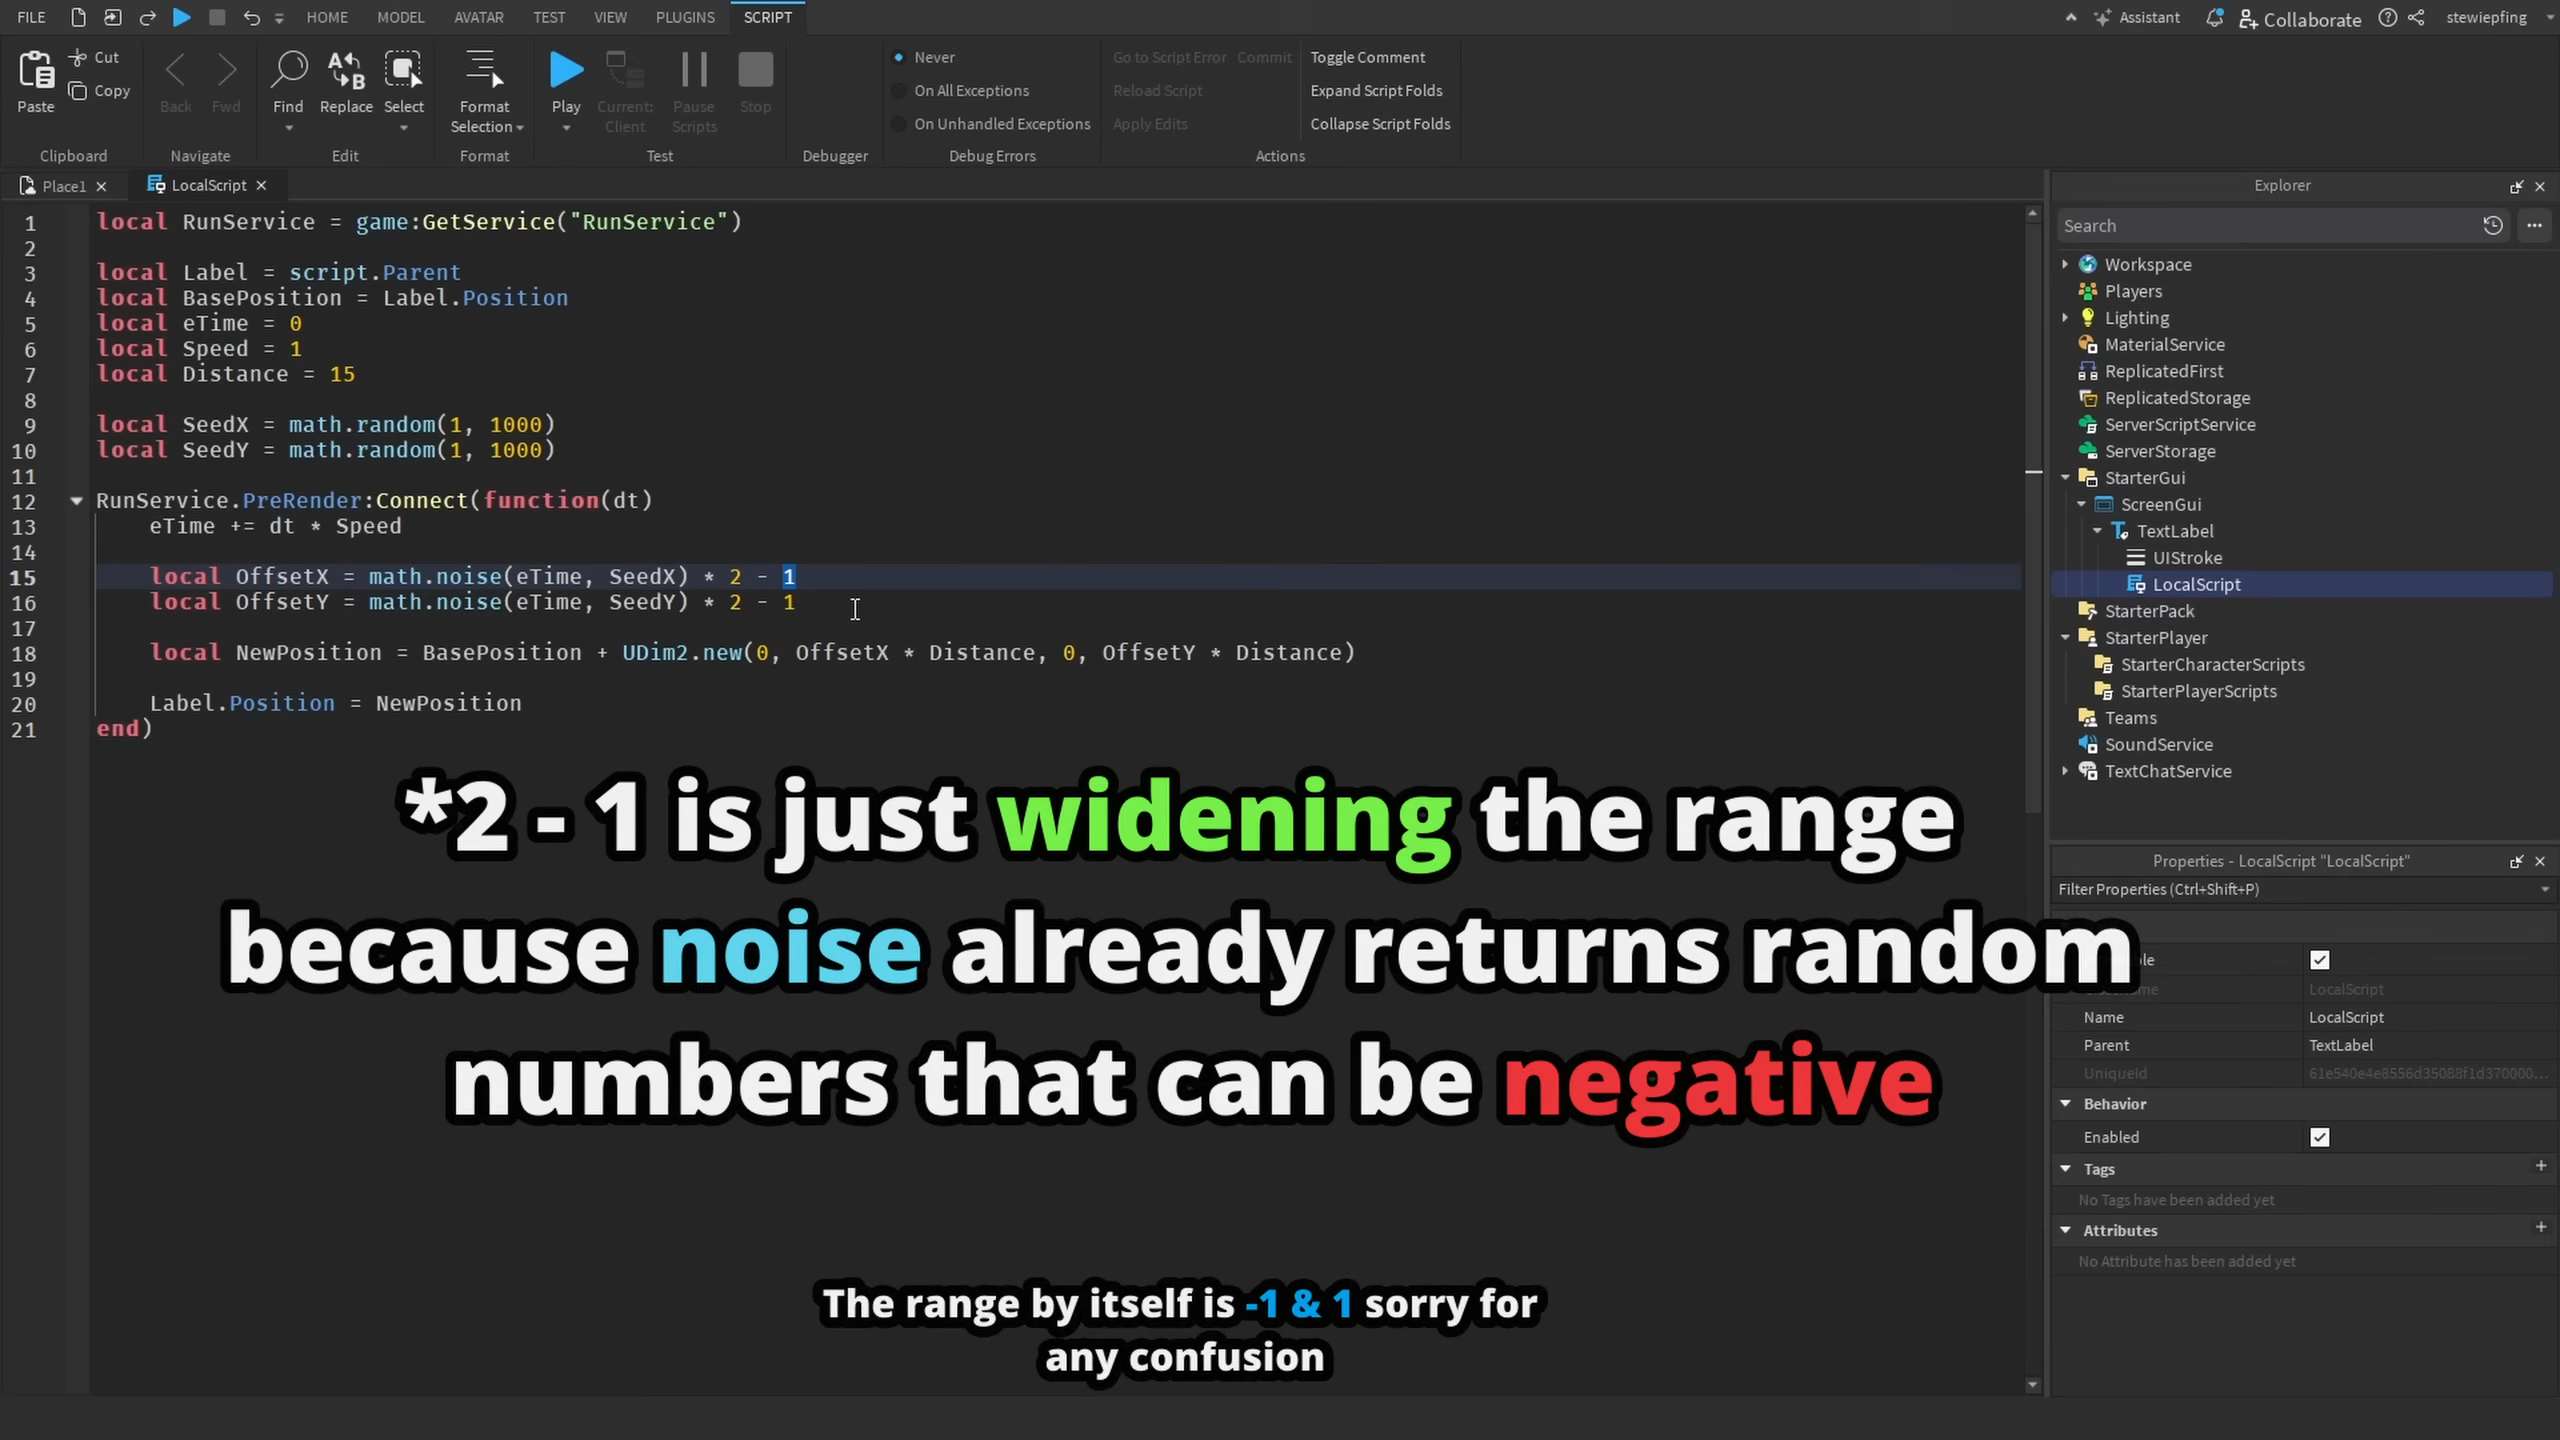 FILE HOME MODEL AVATAR TEST VIEW PLUGINS SCRIPT Assistant Collaborate stewiepfing
Paste Cut Copy Back Fwd Find Replace Select Format Selection Play Current: Client Pause Scripts Stop
Never
On All Exceptions
On Unhandled Exceptions
Go to Script Error Commit
Reload Script
Apply Edits
Toggle Comment
Expand Script Folds
Collapse Script Folds
Clipboard Navigate Edit Format Test Debugger Debug Errors Actions
Place1 LocalScript
1 local RunService = game:GetService("RunService")
2
3 local Label = script.Parent
4 local BasePosition = Label.Position
5 local eTime = 0
6 local Speed = 1
7 local Distance = 15
8
9 local SeedX = math.random(1, 1000)
10 local SeedY = math.random(1, 1000)
11
12 RunService.PreRender:Connect(function(dt)
13 eTime += dt * Speed
14
15 local OffsetX = math.noise(eTime, SeedX) * 2 - 1
16 local OffsetY = math.noise(eTime, SeedY) * 2 - 1
17
18 local NewPosition = BasePosition + UDim2.new(0, OffsetX * Distance, 0, OffsetY * Distance)
19
20 Label.Position = NewPosition
21 end)
*2 - 1 is just widening the range
because noise already returns random
numbers that can be negative
The range by itself is -1 & 1 sorry for
any confusion
Explorer
Search
Workspace
Players
Lighting
MaterialService
ReplicatedFirst
ReplicatedStorage
ServerScriptService
ServerStorage
StarterGui
ScreenGui
TextLabel
UIStroke
LocalScript
StarterPack
StarterPlayer
StarterCharacterScripts
StarterPlayerScripts
Teams
SoundService
TextChatService
Properties - LocalScript "LocalScript"
Filter Properties (Ctrl+Shift+P)
LocalScript
Name LocalScript
Parent TextLabel
UniqueId 61e540e4e8556d35088f1d370000...
Behavior
Enabled
Tags
No Tags have been added yet
Attributes
No Attribute has been added yet